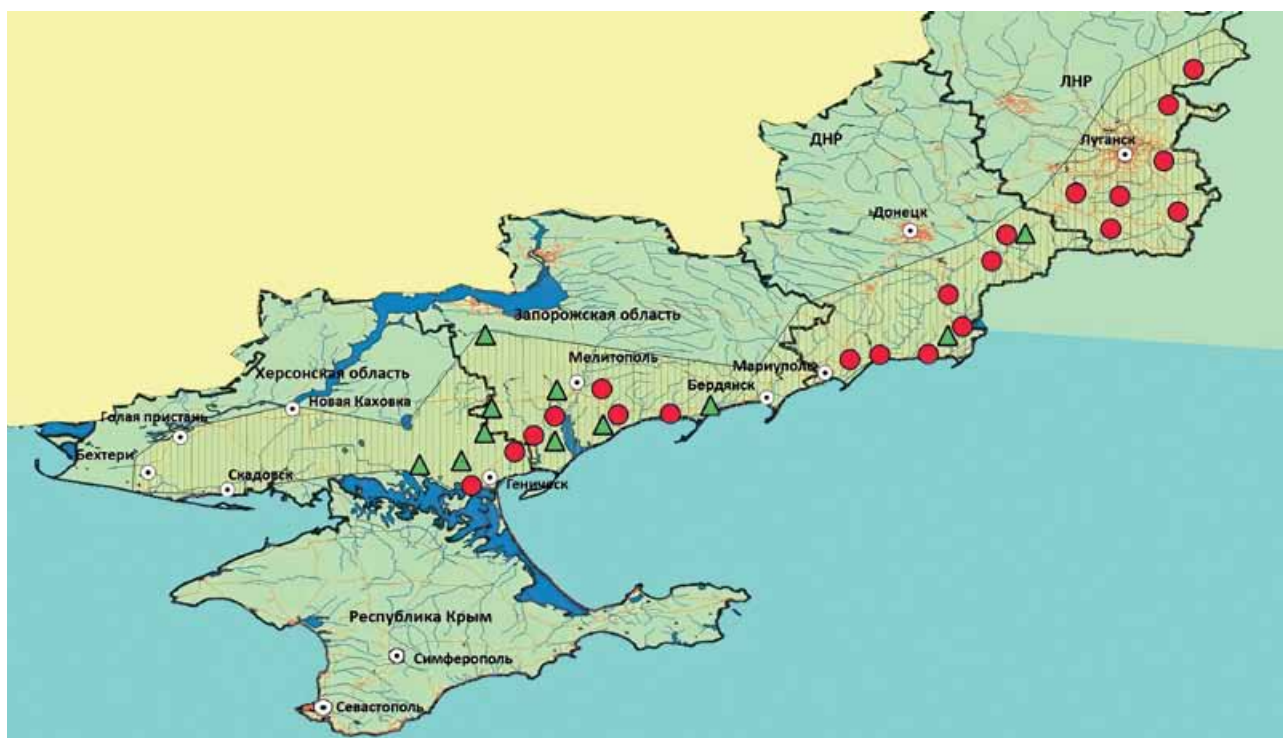 ЛНР
ДНР
Луганск
Донецк
Запорожская область
Мелитополь
Мариуполь
Херсонская область
Бердянск
Новая Каховка
Голая пристань
Бехтери
Скадовск
Геническ
Республика Крым
Симферополь
Севастополь